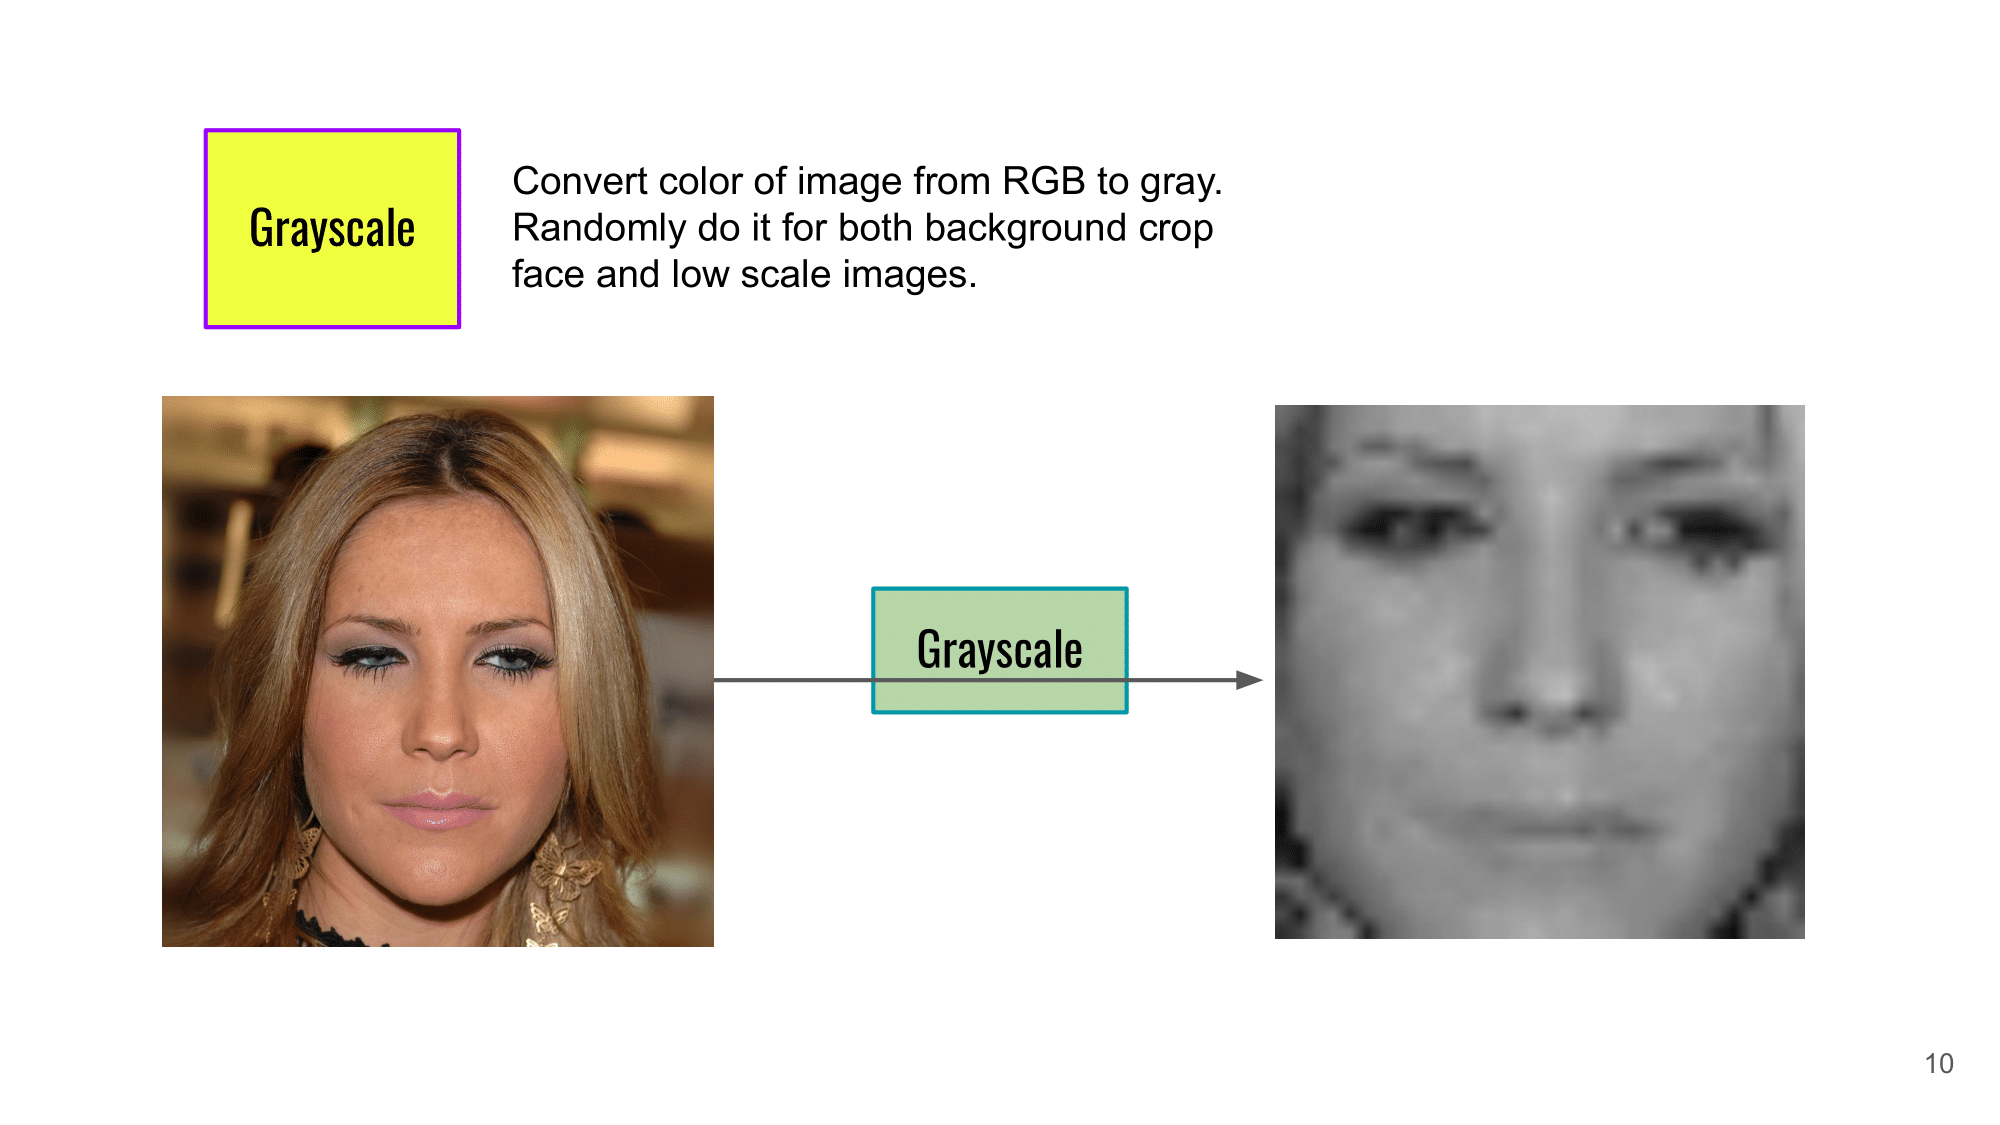 Grayscale
Convert color of image from RGB to gray.
Randomly do it for both background crop
face and low scale images.
Grayscale
10